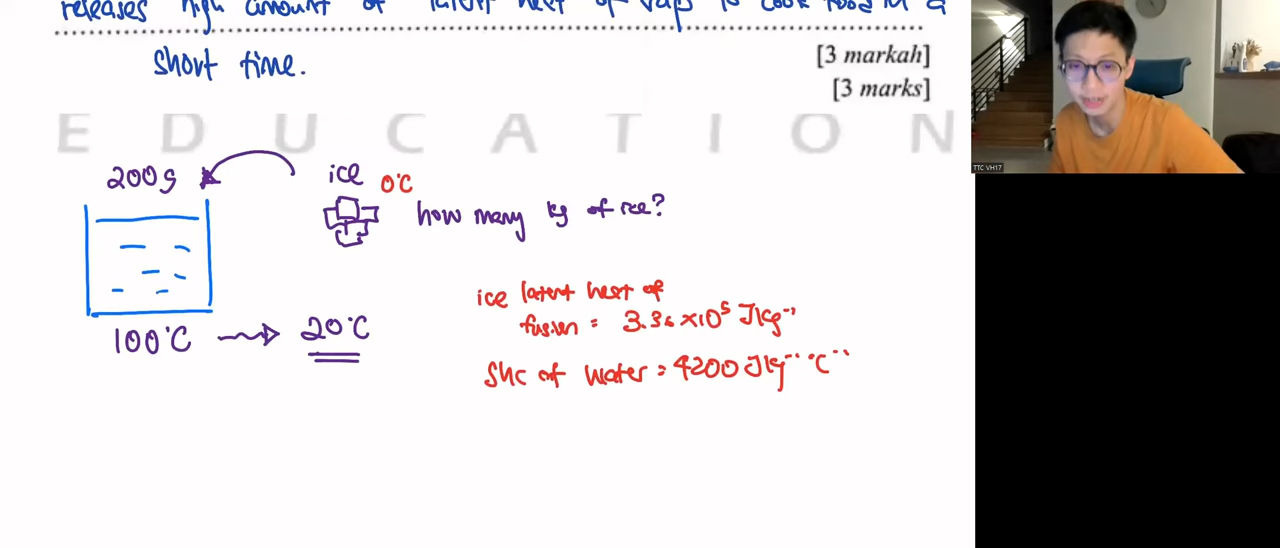 releases high amount of latent heat of vap. to cook food in a
short time.
[3 markah]
[3 marks]
EDUCATION
200g
ice 0°C
how many kg of ice?
100°C → 20°C
ice latent heat of
fusion = 3.36 × 10⁵ Jkg⁻¹
SHC of water = 4200 Jkg⁻¹ °C⁻¹
TTC VH17